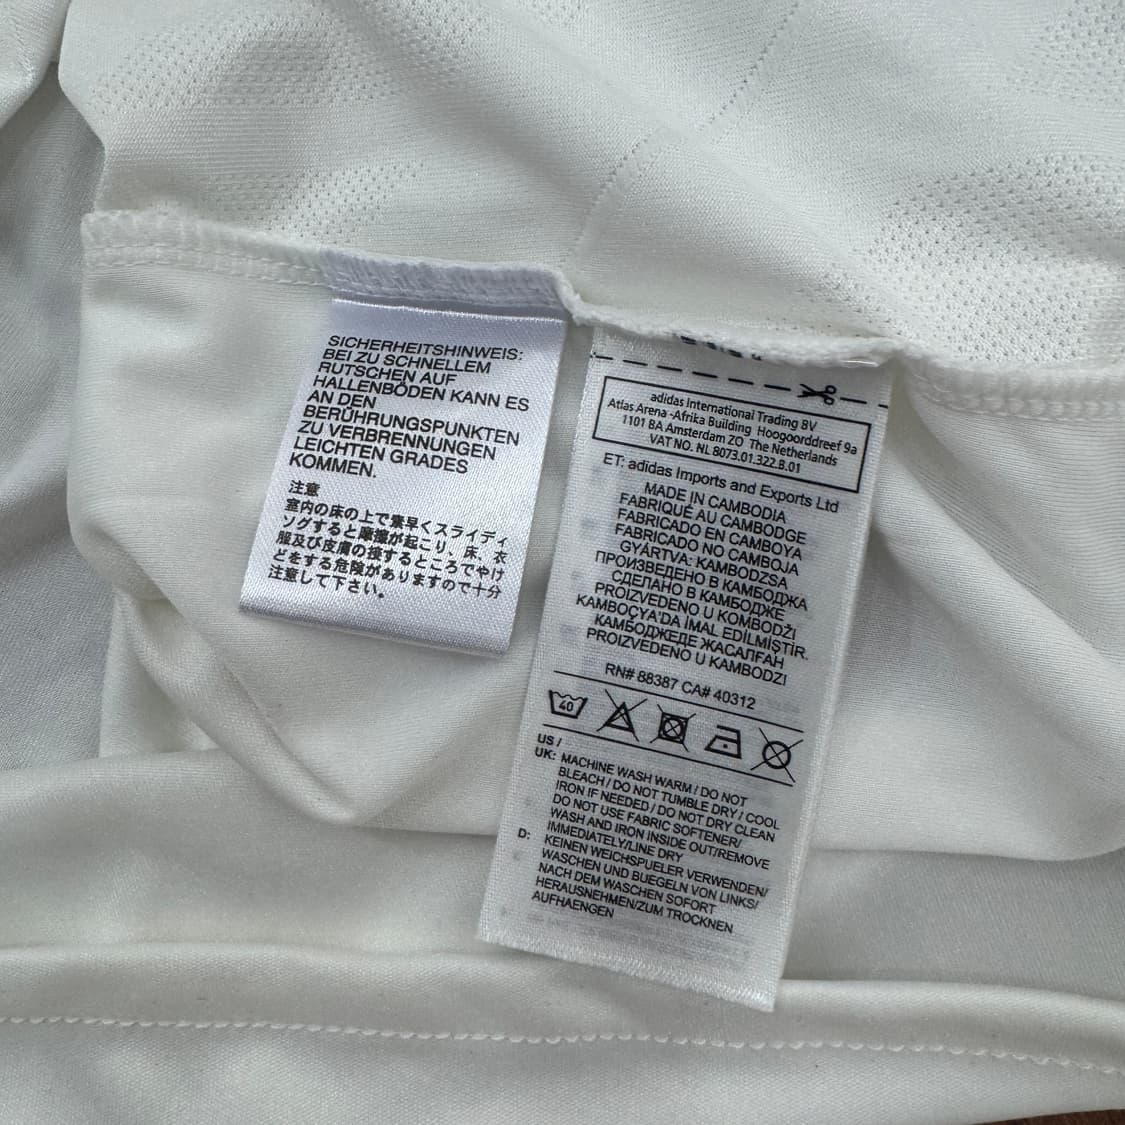 SICHERHEITSHINWEIS:
BEI ZU SCHNELLEM
RUTSCHEN AUF
HALLENBÖDEN KANN ES
AN DEN
BERÜHRUNGSPUNKTEN
ZU VERBRENNUNGEN
LEICHTEN GRADES
KOMMEN.
注意
室内の床の上で素早くスライディ
ングすると摩擦が起こり、床、衣
服及び皮膚の接するところでやけ
どをする危険がありますので十分
注意して下さい。
adidas International Trading BV
Atlas Arena -Afrika Building Hoogoorddreef 9a
1101 BA Amsterdam ZO The Netherlands
VAT NO. NL 8073.01.322.B.01
ET: adidas Imports and Exports Ltd
MADE IN CAMBODIA
FABRIQUÉ AU CAMBODGE
FABRICADO EN CAMBOYA
FABRICADO NO CAMBOJA
GYÁRTVA: KAMBODZSA
ПРОИЗВЕДЕНО В КАМБОДЖА
СДЕЛАНО В КАМБОДЖЕ
PROIZVEDENO U KOMBODŽI
KAMBOÇYA'DA İMAL EDİLMİŞTİR.
КАМБОДЖЕДЕ ЖАСАЛҒАН
PROIZVEDENO U KAMBODZI
RN# 88387 CA# 40312
40
US /
UK: MACHINE WASH WARM / DO NOT
BLEACH / DO NOT TUMBLE DRY / COOL
IRON IF NEEDED / DO NOT DRY CLEAN
DO NOT USE FABRIC SOFTENER/
WASH AND IRON INSIDE OUT/REMOVE
IMMEDIATELY/LINE DRY
D: KEINEN WEICHSPUELER VERWENDEN/
WASCHEN UND BUEGELN VON LINKS/
NACH DEM WASCHEN SOFORT
HERAUSNEHMEN/ZUM TROCKNEN
AUFHAENGEN